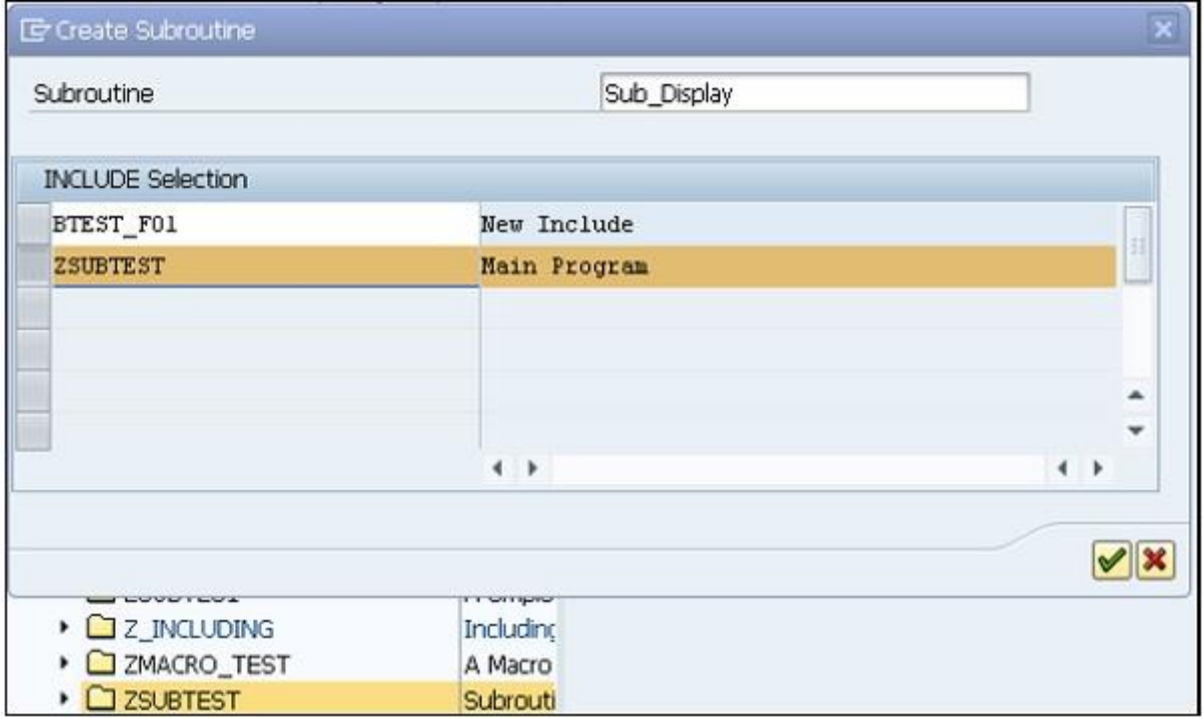 Create Subroutine
Subroutine Sub_Display
INCLUDE Selection
BTEST_F01 New Include
ZSUBTEST Main Program
Z_INCLUDING Including
ZMACRO_TEST A Macro
ZSUBTEST Subrouti